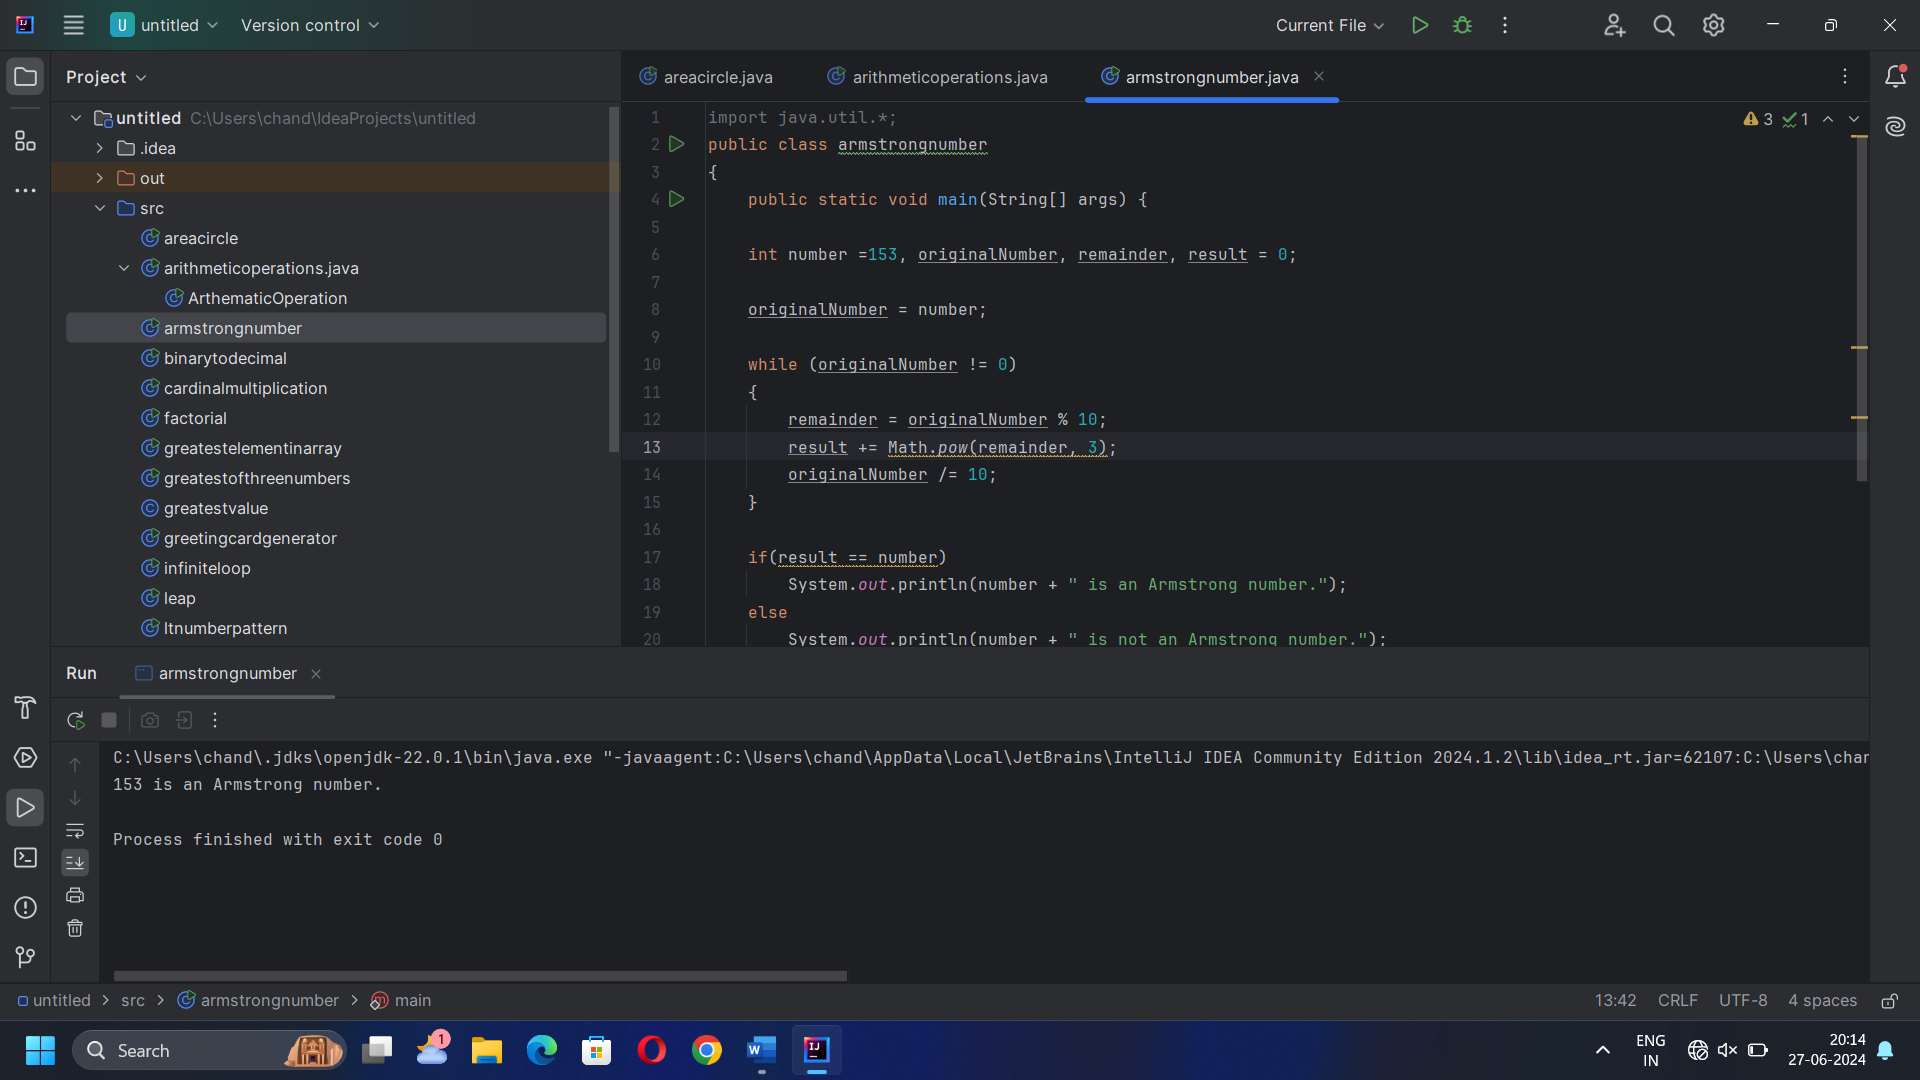 U untitled Version control Current File
Project
untitled C:\Users\chand\IdeaProjects\untitled
.idea
out
src
areacircle
arithmeticoperations.java
ArthematicOperation
armstrongnumber
binarytodecimal
cardinalmultiplication
factorial
greatestelementinarray
greatestofthreenumbers
greatestvalue
greetingcardgenerator
infiniteloop
leap
ltnumberpattern
areacircle.java arithmeticoperations.java armstrongnumber.java
3 1
1 import java.util.*;
2 public class armstrongnumber
3 {
4 public static void main(String[] args) {
5
6 int number =153, originalNumber, remainder, result = 0;
7
8 originalNumber = number;
9
10 while (originalNumber != 0)
11 {
12 remainder = originalNumber % 10;
13 result += Math.pow(remainder, 3);
14 originalNumber /= 10;
15 }
16
17 if(result == number)
18 System.out.println(number + " is an Armstrong number.");
19 else
20 System.out.println(number + " is not an Armstrong number.");
Run armstrongnumber
C:\Users\chand\.jdks\openjdk-22.0.1\bin\java.exe "-javaagent:C:\Users\chand\AppData\Local\JetBrains\IntelliJ IDEA Community Edition 2024.1.2\lib\idea_rt.jar=62107:C:\Users\char
153 is an Armstrong number.
Process finished with exit code 0
untitled > src > armstrongnumber > main 13:42 CRLF UTF-8 4 spaces
Search 1 ENG 20:14
IN 27-06-2024